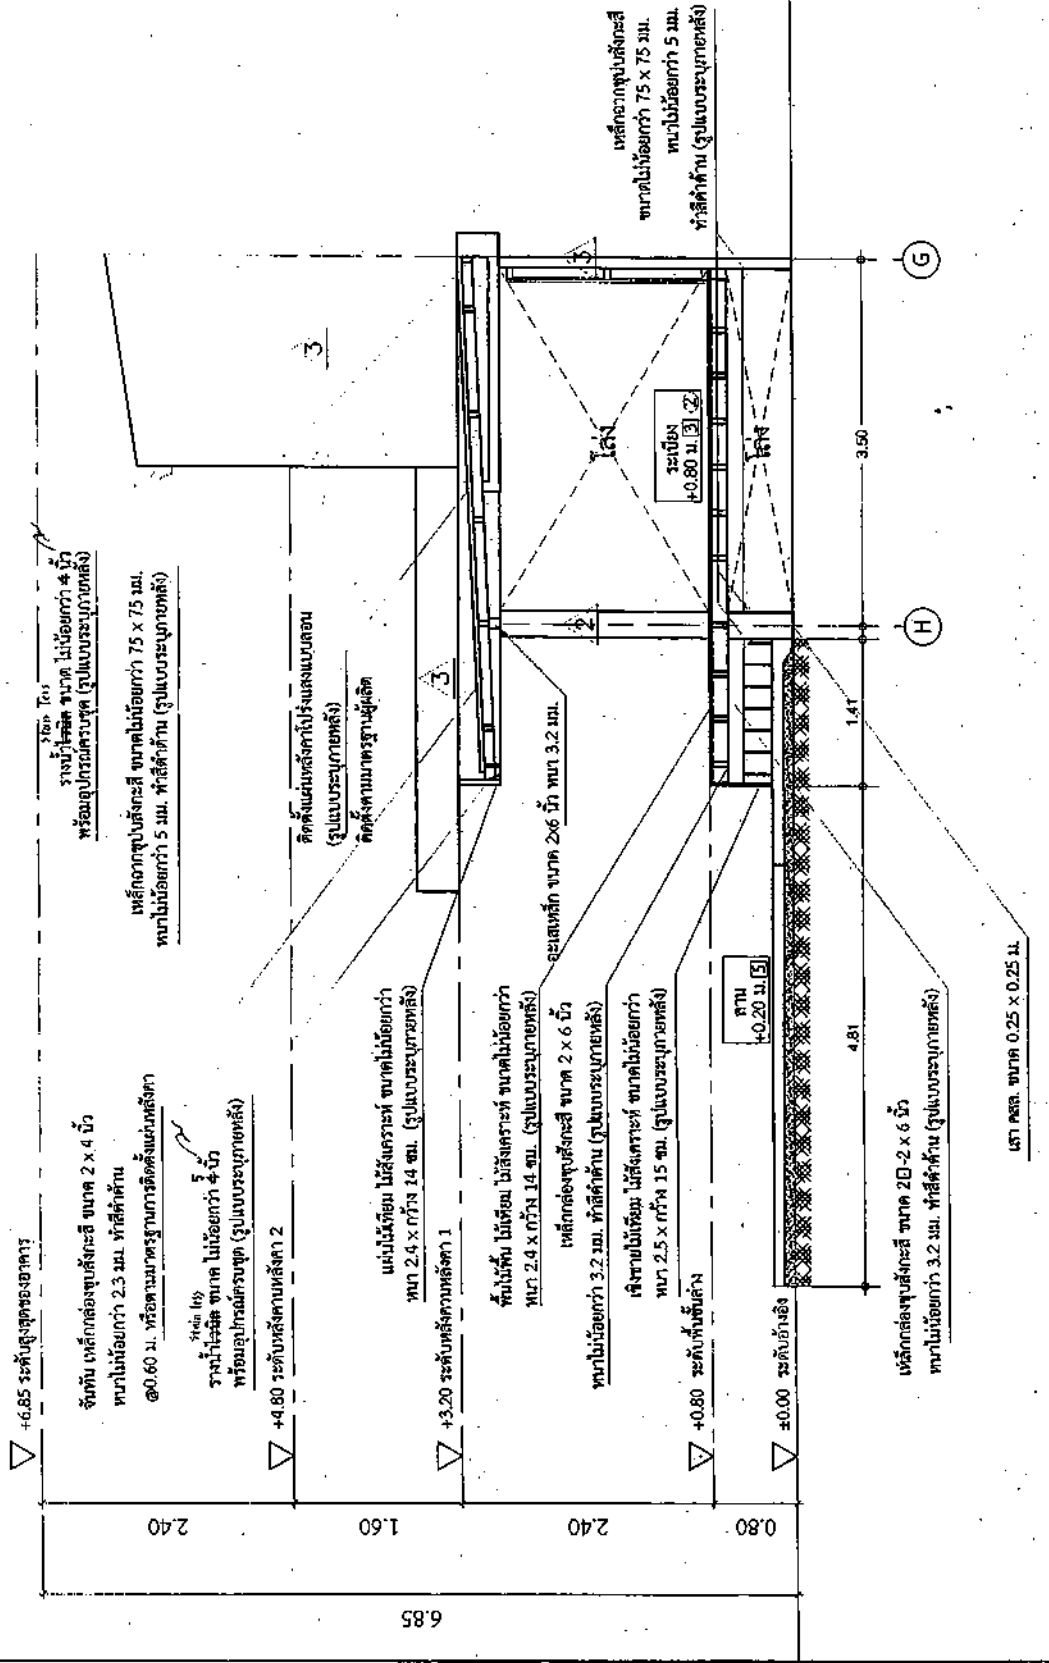 +6.85 ระดับสูงสุดของอาคาร
จันทัน เหล็กกล่องชุบสังกะสี ขนาด 2 x 4 นิ้ว
หนาไม่น้อยกว่า 2.3 มม. ทำสีดำด้าน
@0.60 ม. หรือตามมาตรฐานการติดตั้งแผ่นหลังคา
5
รางน้ำไวนิล ขนาด ไม่น้อยกว่า 4 นิ้ว
พร้อมอุปกรณ์ครบชุด (รูปแบบระบุภายหลัง)
+4.80 ระดับหลังคาบหลังคา 2
แผ่นไม้เทียม ไม้สังเคราะห์ ขนาดไม่น้อยกว่า
หนา 2.4 x กว้าง 14 ซม. (รูปแบบระบุภายหลัง)
+3.20 ระดับหลังคาบหลังคา 1
พื้นไม้พื้น ไม้เทียม ไม้สังเคราะห์ ขนาดไม่น้อยกว่า
หนา 2.4 x กว้าง 14 ซม. (รูปแบบระบุภายหลัง)
เหล็กกล่องชุบสังกะสี ขนาด 2 x 6 นิ้ว
หนาไม่น้อยกว่า 3.2 มม. ทำสีดำด้าน (รูปแบบระบุภายหลัง)
เชิงชายไม้เทียม ไม้สังเคราะห์ ขนาดไม่น้อยกว่า
หนา 2.5 x กว้าง 15 ซม. (รูปแบบระบุภายหลัง)
+0.80 ระดับพื้นชั้นล่าง
±0.00 ระดับอ้างอิง
รางน้ำไวนิล ขนาด ไม่น้อยกว่า 4 นิ้ว
พร้อมอุปกรณ์ครบชุด (รูปแบบระบุภายหลัง)
เหล็กฉากชุบสังกะสี ขนาดไม่น้อยกว่า 75 x 75 มม.
หนาไม่น้อยกว่า 5 มม. ทำสีดำด้าน (รูปแบบระบุภายหลัง)
ติดตั้งแผ่นหลังคาโปร่งแสงแบบลอน
(รูปแบบระบุภายหลัง)
ติดตั้งตามมาตรฐานผู้ผลิต
อะเสเหล็ก ขนาด 2x6 นิ้ว หนา 3.2 มม.
เหล็กฉากชุบสังกะสี
ขนาดไม่น้อยกว่า 75 x 75 มม.
หนาไม่น้อยกว่า 5 มม.
ทำสีดำด้าน (รูปแบบระบุภายหลัง)
3
3
2
3
โล่ง
ระเบียง
+0.80 ม. 3 2
โล่ง
ลาน
+0.20 ม. 5
4.81
1.41
3.50
H
G
เหล็กกล่องชุบสังกะสี ขนาด 2-2 x 6 นิ้ว
หนาไม่น้อยกว่า 3.2 มม. ทำสีดำด้าน (รูปแบบระบุภายหลัง)
เสา คสล. ขนาด 0.25 x 0.25 ม.
2.40
1.60
2.40
0.80
6.85